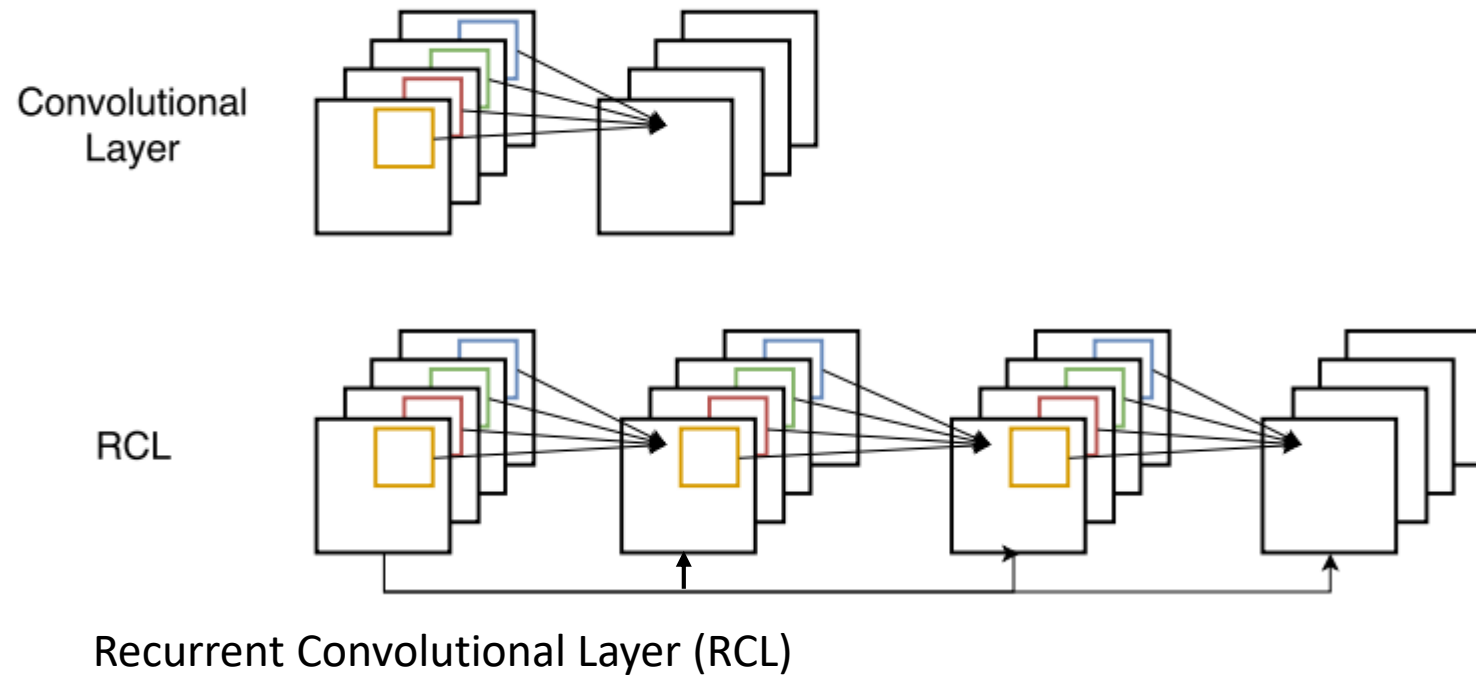 Convolutional
Layer
RCL
Recurrent Convolutional Layer (RCL)